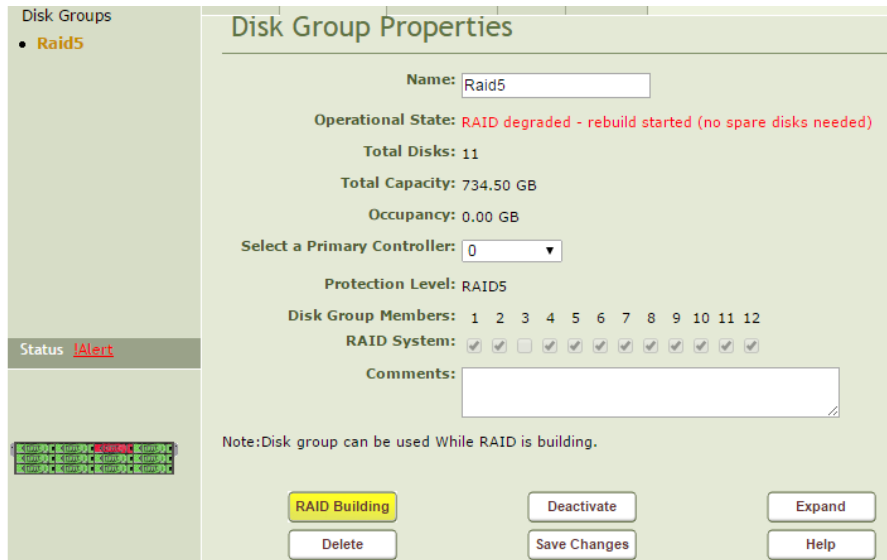 Disk Groups
Raid5
Disk Group Properties
Name: Raid5
Operational State: RAID degraded - rebuild started (no spare disks needed)
Total Disks: 11
Total Capacity: 734.50 GB
Occupancy: 0.00 GB
Select a Primary Controller: 0
Protection Level: RAID5
Disk Group Members: 1 2 3 4 5 6 7 8 9 10 11 12
RAID System:
Comments:
Status !Alert
Note:Disk group can be used While RAID is building.
RAID Building Deactivate Expand
Delete Save Changes Help